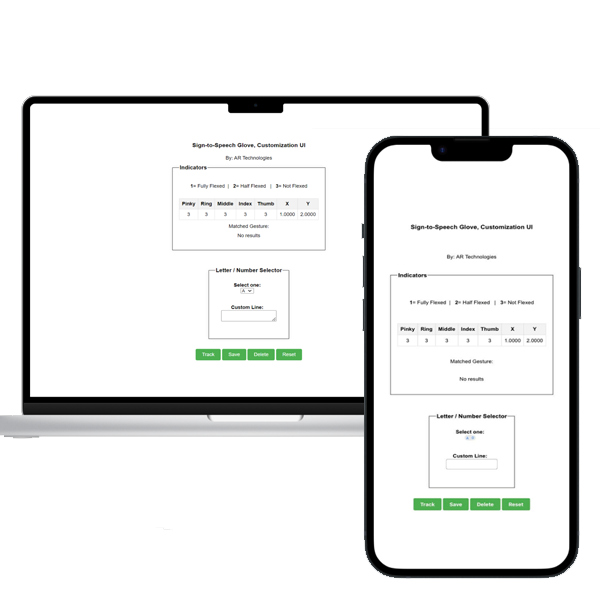 Sign-to-Speech Glove, Customization UI
By: AR Technologies
Indicators
1= Fully Flexed | 2= Half Flexed | 3= Not Flexed
Pinky Ring Middle Index Thumb X Y
3 3 3 3 3 1.0000 2.0000
Matched Gesture:
No results
Letter / Number Selector
Select one:
A
Custom Line:
Track Save Delete Reset
Sign-to-Speech Glove, Customization UI
By: AR Technologies
Indicators
1= Fully Flexed | 2= Half Flexed | 3= Not Flexed
Pinky Ring Middle Index Thumb X Y
3 3 3 3 3 1.0000 2.0000
Matched Gesture:
No results
Letter / Number Selector
Select one:
Custom Line:
Track Save Delete Reset